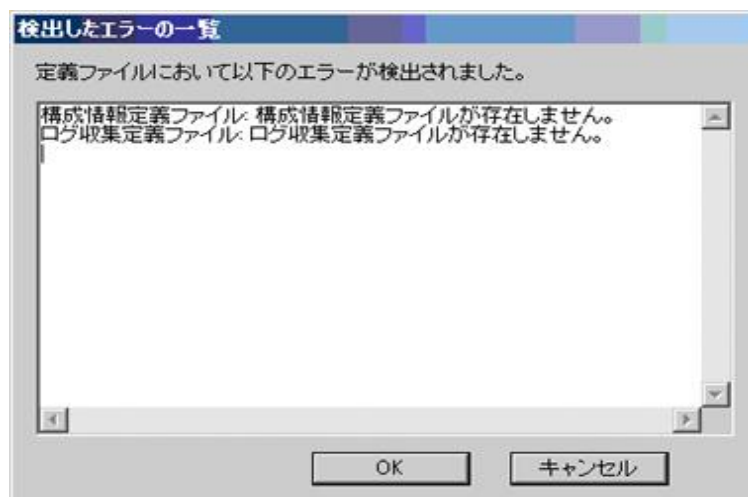 検出したエラーの一覧
定義ファイルにおいて以下のエラーが検出されました。
構成情報定義ファイル: 構成情報定義ファイルが存在しません。
ログ収集定義ファイル: ログ収集定義ファイルが存在しません。
OK
キャンセル